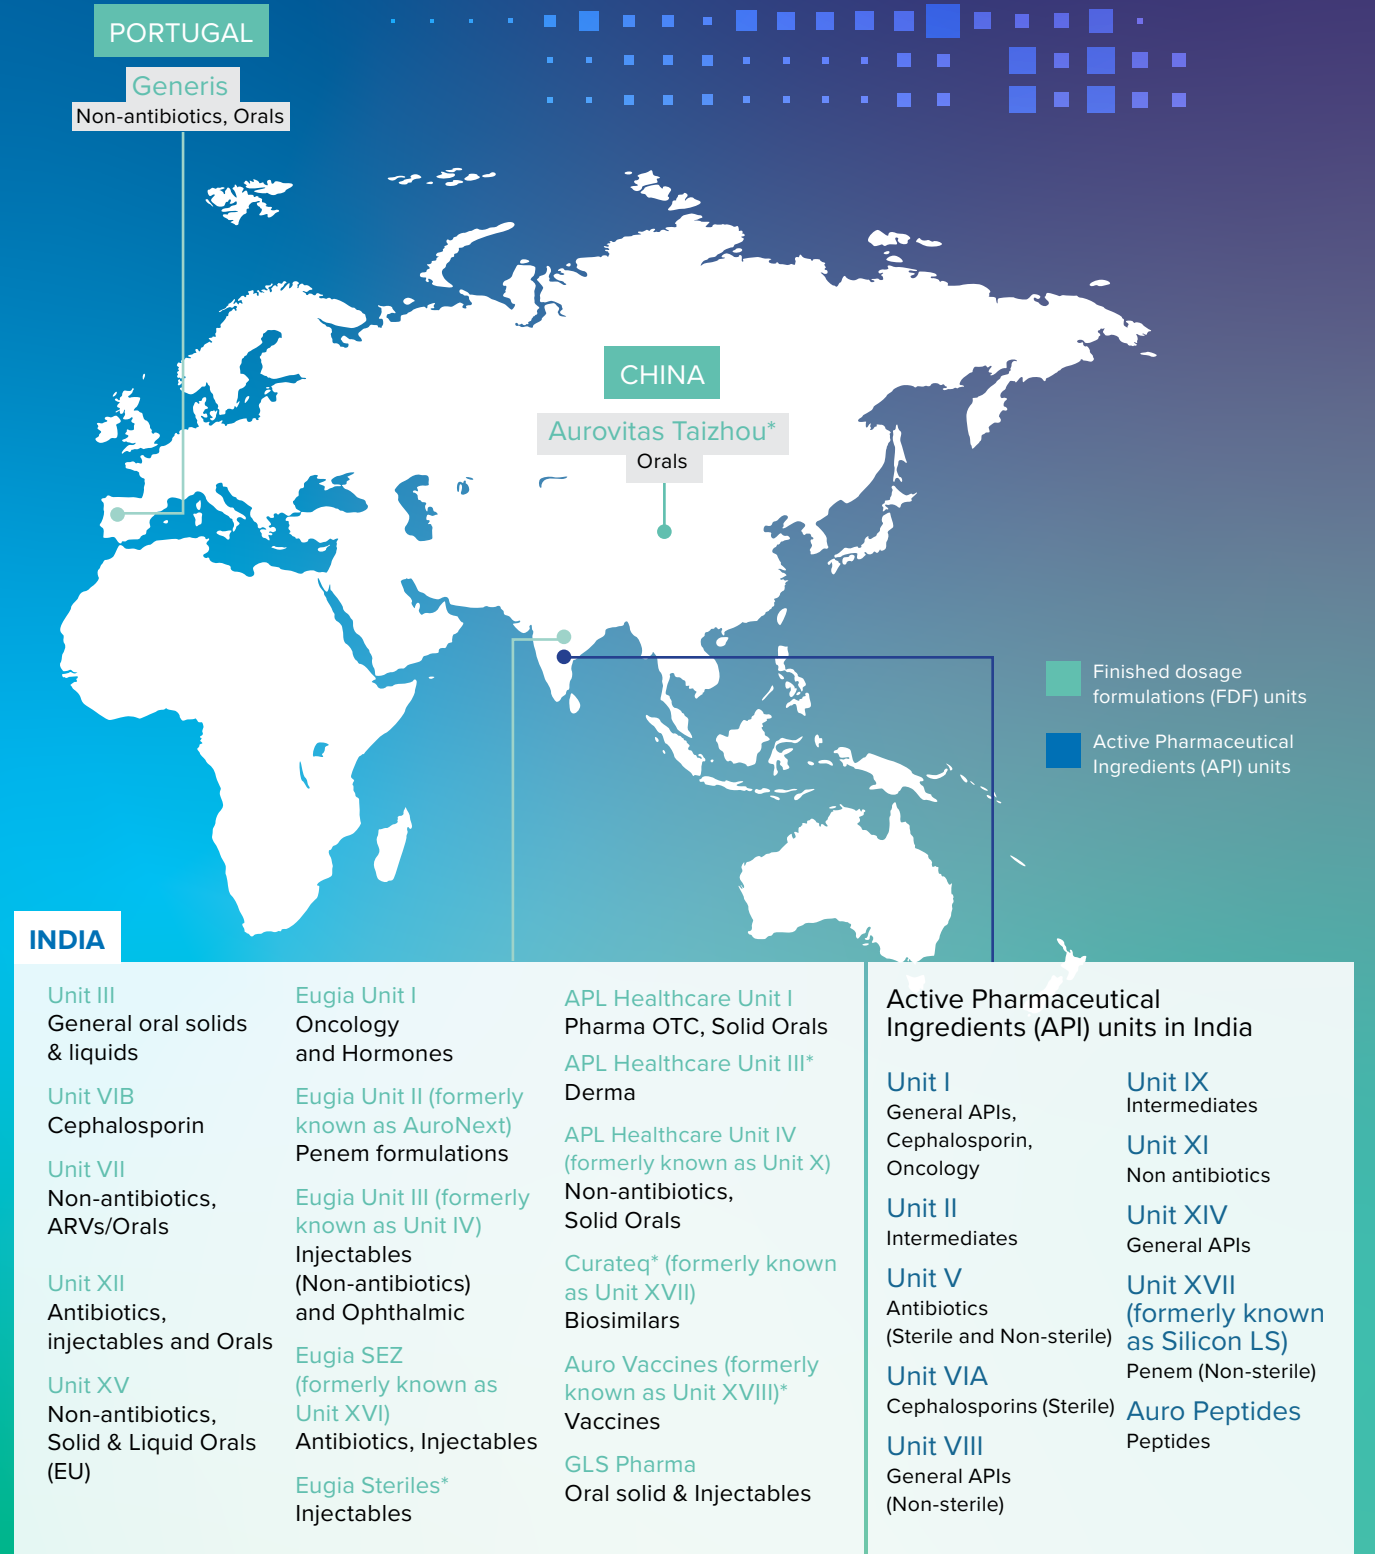 PORTUGAL
Generis
Non-antibiotics, Orals
CHINA
Aurovitas Taizhou*
Orals
Finished dosage
formulations (FDF) units
Active Pharmaceutical
Ingredients (API) units
INDIA
Unit III
General oral solids
& liquids
Unit VIB
Cephalosporin
Unit VII
Non-antibiotics,
ARVs/Orals
Unit XII
Antibiotics,
injectables and Orals
Unit XV
Non-antibiotics,
Solid & Liquid Orals
(EU)
Eugia Unit I
Oncology
and Hormones
Eugia Unit II (formerly
known as AuroNext)
Penem formulations
Eugia Unit III (formerly
known as Unit IV)
Injectables
(Non-antibiotics)
and Ophthalmic
Eugia SEZ
(formerly known as
Unit XVI)
Antibiotics, Injectables
Eugia Steriles*
Injectables
APL Healthcare Unit I
Pharma OTC, Solid Orals
APL Healthcare Unit III*
Derma
APL Healthcare Unit IV
(formerly known as Unit X)
Non-antibiotics,
Solid Orals
Curateq* (formerly known
as Unit XVII)
Biosimilars
Auro Vaccines (formerly
known as Unit XVIII)*
Vaccines
GLS Pharma
Oral solid & Injectables
Active Pharmaceutical
Ingredients (API) units in India
Unit I
General APIs,
Cephalosporin,
Oncology
Unit II
Intermediates
Unit V
Antibiotics
(Sterile and Non-sterile)
Unit VIA
Cephalosporins (Sterile)
Unit VIII
General APIs
(Non-sterile)
Unit IX
Intermediates
Unit XI
Non antibiotics
Unit XIV
General APIs
Unit XVII
(formerly known
as Silicon LS)
Penem (Non-sterile)
Auro Peptides
Peptides